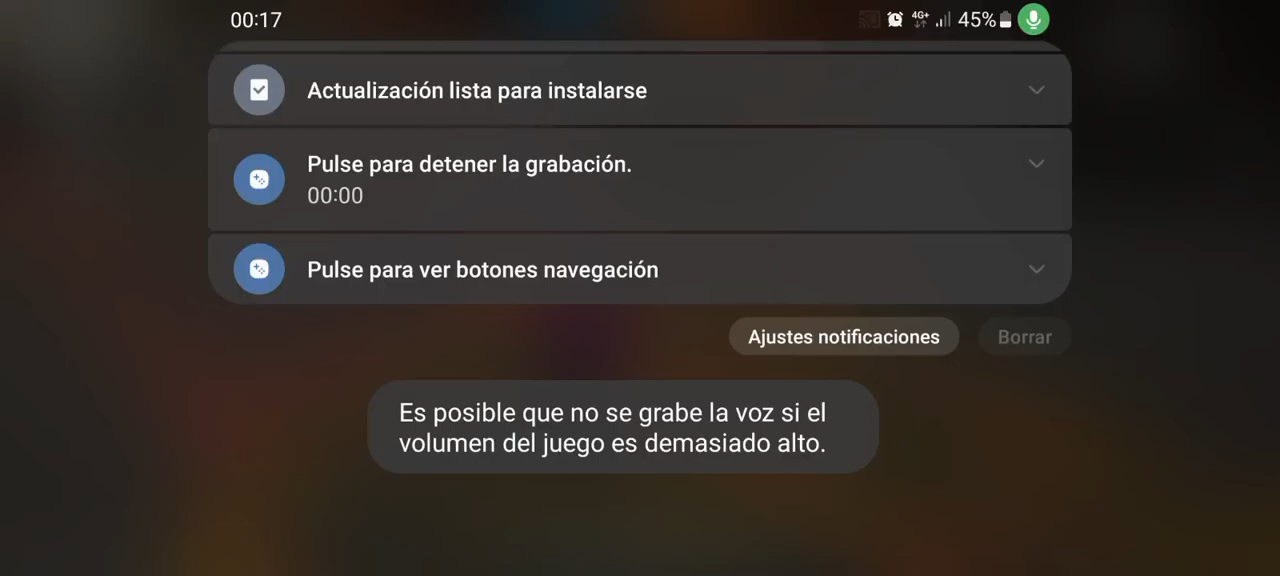 00:17
4G+ 45%
Actualización lista para instalarse
Pulse para detener la grabación.
00:00
Pulse para ver botones navegación
Ajustes notificaciones
Borrar
Es posible que no se grabe la voz si el
volumen del juego es demasiado alto.